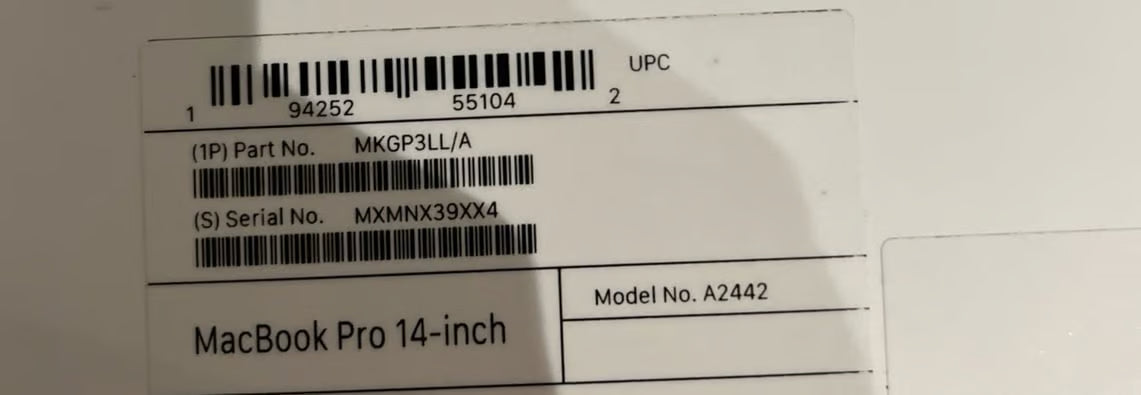 UPC
1 94252 55104 2
(1P) Part No. MKGP3LL/A
(S) Serial No. MXMNX39XX4
Model No. A2442
MacBook Pro 14-inch